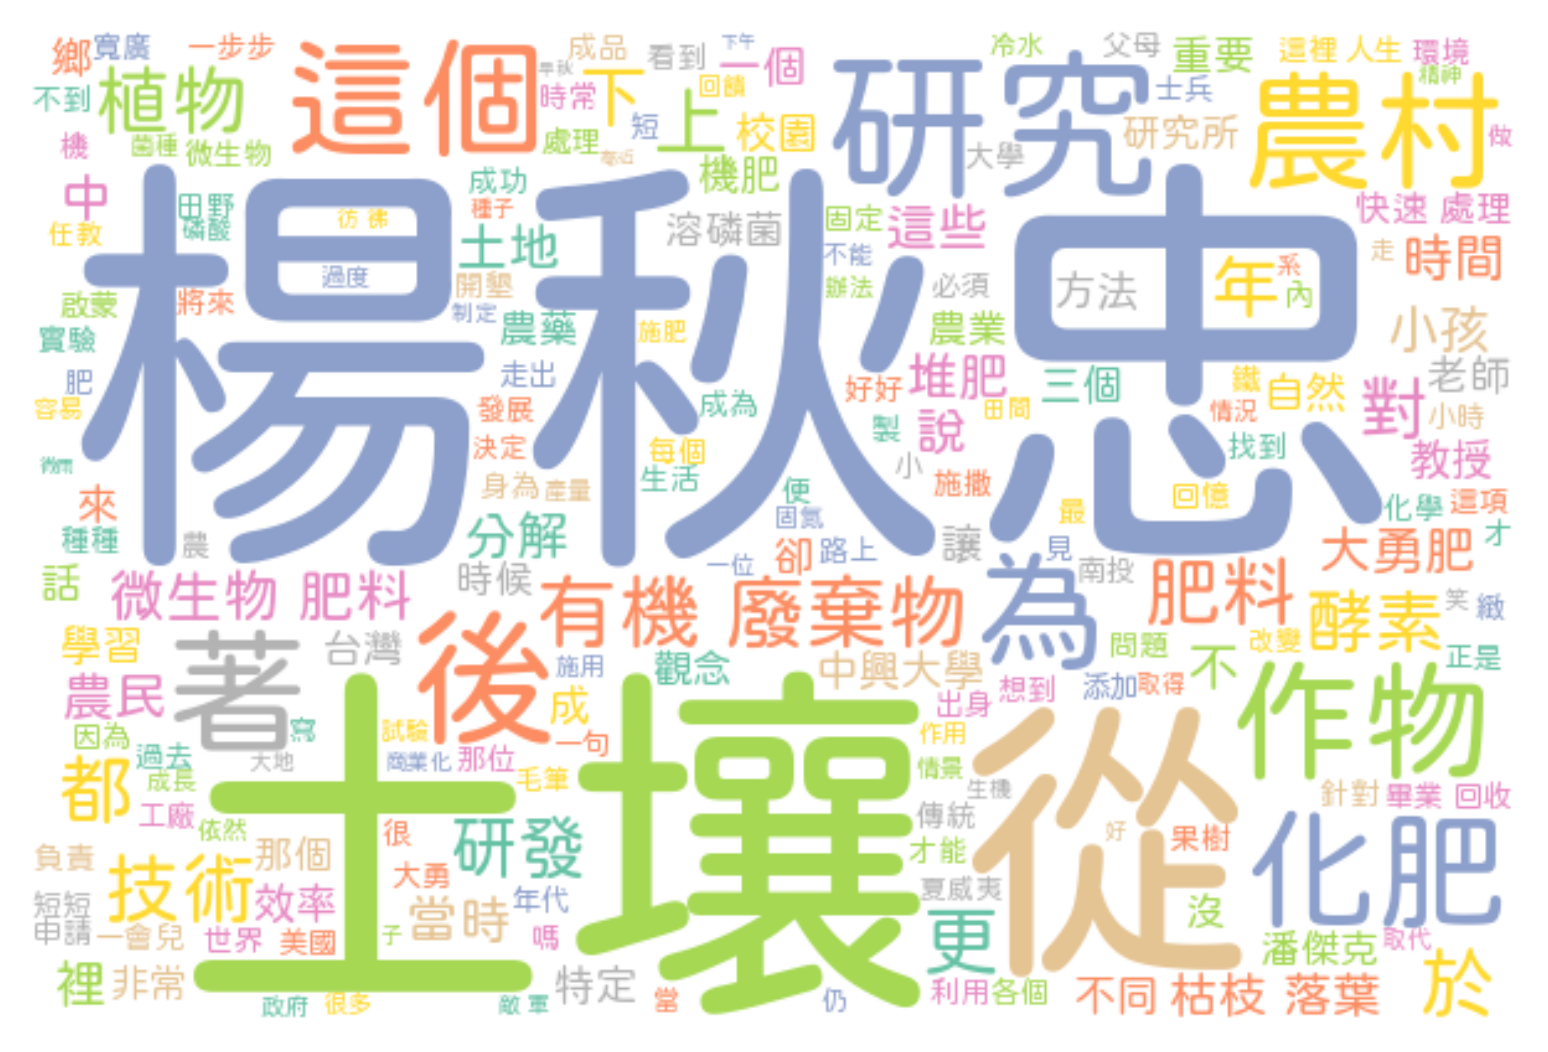 鄉 寬廣 一步步 這個 成品 看到 下午 一個 冷水 父母 重要 這裡 人生 環境
不到 植物 早秋 時常 下 回饋 研究 士兵 農村 精神
機 菌種 微生物 處理 短 上 校園 大學 研究所 做
中 田野 磷酸 彷彿 成功 種子 機肥 溶磷菌 固定 這些 快速 處理
任教 過度 土地 不能 方法 年 系 內 走 時間
楊秋忠
啟蒙 將來 開墾 制定 農藥 施肥 辦法 必須 農業 小孩
實驗 肥 走出 堆肥 三個 鐵 自然 老師
容易 發展 成為 好好 製 說 田間 情況 對 小時
決定 每個 小 找到 教授
來 身為 產量 生活 便 施撒 最 回憶 化學 這項
種種 農 分解 固氮 卻 路上 讓 見 大勇肥 才
話 微生物 肥料 時候 有機 廢棄物 一位 為 南投 肥料 酵素 笑 緻
學習 著 台灣 後 施用 觀念 中興大學 問題 改變 不 正是
農民 成 出身 想到 添加 取得 作物
因為 過去 寫 試驗 一句 作用
土壤 從
都 成長 大地 商業化 那位 毛筆 情景 生機 針對 畢業 回收
工廠 依然 很 研發 傳統 好 果樹 化肥
負責 技術 那個 大勇 才能
短短 效率 當時 年代 夏威夷 沒
申請 一會兒 世界 美國 子 嗎 更 潘傑克 取代
裡 非常 特定 當 仍 利用 各個 不同 枯枝 落葉 於
政府 很多 敵軍